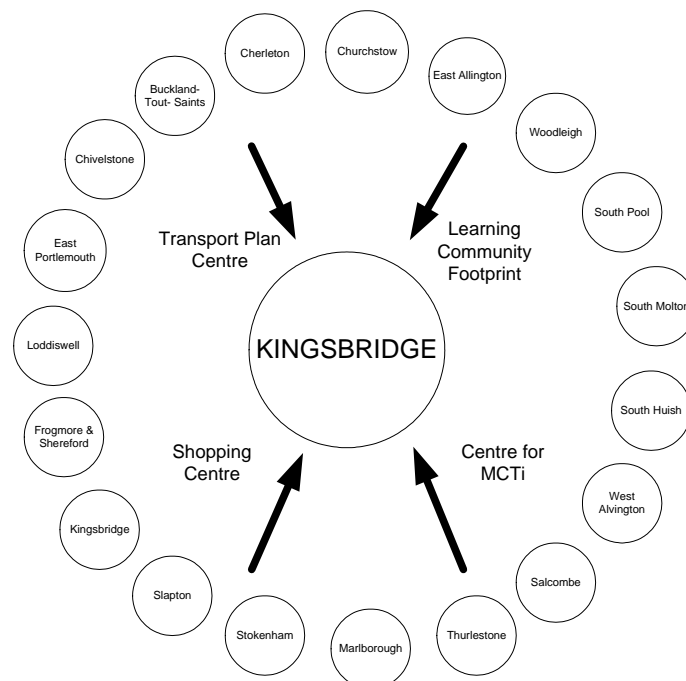 Cherleton
Churchstow
East Allington
Buckland-
Tout- Saints
Woodleigh
Chivelstone
South Pool
East
Portlemouth
Transport Plan
Centre
Learning
Community
Footprint
South Molton
Loddiswell
KINGSBRIDGE
South Huish
Frogmore &
Shereford
Shopping
Centre
Centre for
MCTi
West
Alvington
Kingsbridge
Salcombe
Slapton
Stokenham
Marlborough
Thurlestone